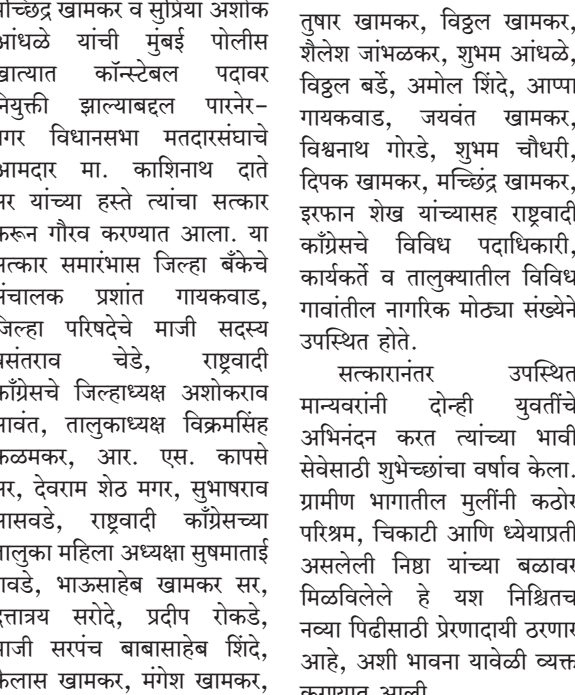 मच्छिंद्र खामकर व सुप्रिया अशोक
आंधळे यांची मुंबई पोलीस
खात्यात कॉन्स्टेबल पदावर
नियुक्ती झाल्याबद्दल पारनेर-
नगर विधानसभा मतदारसंघाचे
आमदार मा. काशिनाथ दाते
सर यांच्या हस्ते त्यांचा सत्कार
करून गौरव करण्यात आला. या
सत्कार समारंभास जिल्हा बँकेचे
संचालक प्रशांत गायकवाड,
जिल्हा परिषदेचे माजी सदस्य
वसंतराव चेडे, राष्ट्रवादी
काँग्रेसचे जिल्हाध्यक्ष अशोकराव
सावंत, तालुकाध्यक्ष विक्रमसिंह
कळमकर, आर. एस. कापसे
सर, देवराम शेठ मगर, सुभाषराव
सासवडे, राष्ट्रवादी काँग्रेसच्या
तालुका महिला अध्यक्षा सुषमाताई
भाऊसाहेब खामकर सर,
दत्तात्रय सरोदे, प्रदीप रोकडे,
माजी सरपंच बाबासाहेब शिंदे,
कैलास खामकर, मंगेश खामकर,
तुषार खामकर, विठ्ठल खामकर,
शैलेश जांभळकर, शुभम आंधळे,
विठ्ठल बर्डे, अमोल शिंदे, आप्पा
गायकवाड, जयवंत खामकर,
विश्वनाथ गोरडे, शुभम चौधरी,
दिपक खामकर, मच्छिंद्र खामकर,
इरफान शेख यांच्यासह राष्ट्रवादी
काँग्रेसचे विविध पदाधिकारी,
कार्यकर्ते व तालुक्यातील विविध
गावांतील नागरिक मोठ्या संख्येने
उपस्थित होते.
सत्कारानंतर उपस्थित
मान्यवरांनी दोन्ही युवतींचे
अभिनंदन करत त्यांच्या भावी
सेवेसाठी शुभेच्छांचा वर्षाव केला.
ग्रामीण भागातील मुलींनी कठोर
परिश्रम, चिकाटी आणि ध्येयाप्रती
असलेली निष्ठा यांच्या बळावर
मिळविलेले हे यश निश्चितच
नव्या पिढीसाठी प्रेरणादायी ठरणार
आहे, अशी भावना यावेळी व्यक्त
करण्यात आली.